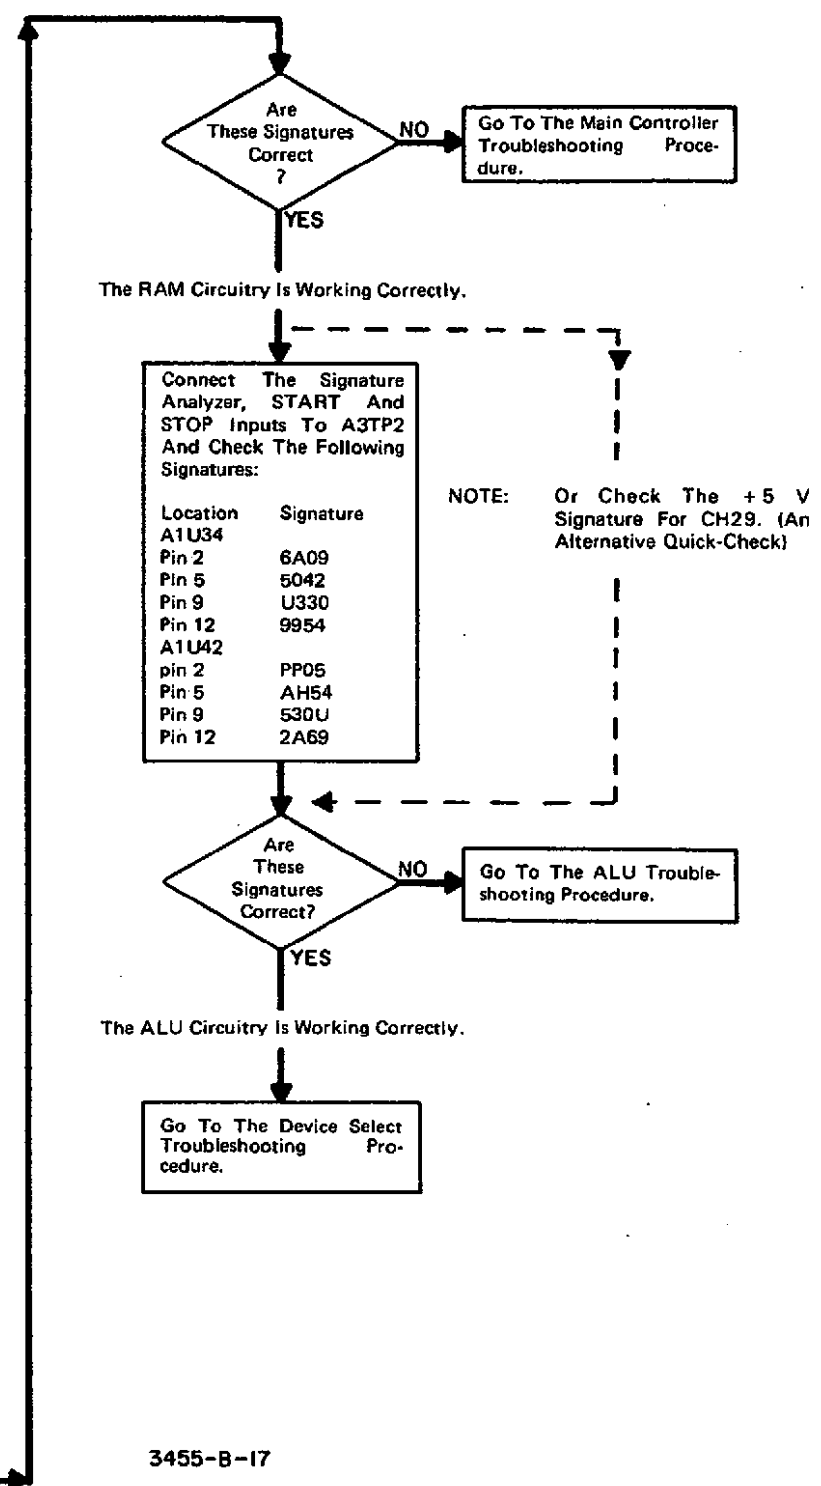 Are
These Signatures
Correct
?
NO
Go To The Main Controller
Troubleshooting Proce-
dure.
YES
The RAM Circuitry Is Working Correctly.
Connect The Signature
Analyzer, START And
STOP Inputs To A3TP2
And Check The Following
Signatures:
Location Signature
A1U34
Pin 2 6A09
Pin 5 5042
Pin 9 U330
Pin 12 9954
A1U42
pin 2 PP05
Pin 5 AH54
Pin 9 530U
Pin 12 2A69
NOTE: Or Check The +5 V
Signature For CH29. (An
Alternative Quick-Check)
Are
These
Signatures
Correct?
NO
Go To The ALU Trouble-
shooting Procedure.
YES
The ALU Circuitry Is Working Correctly.
Go To The Device Select
Troubleshooting Pro-
cedure.
3455-B-17